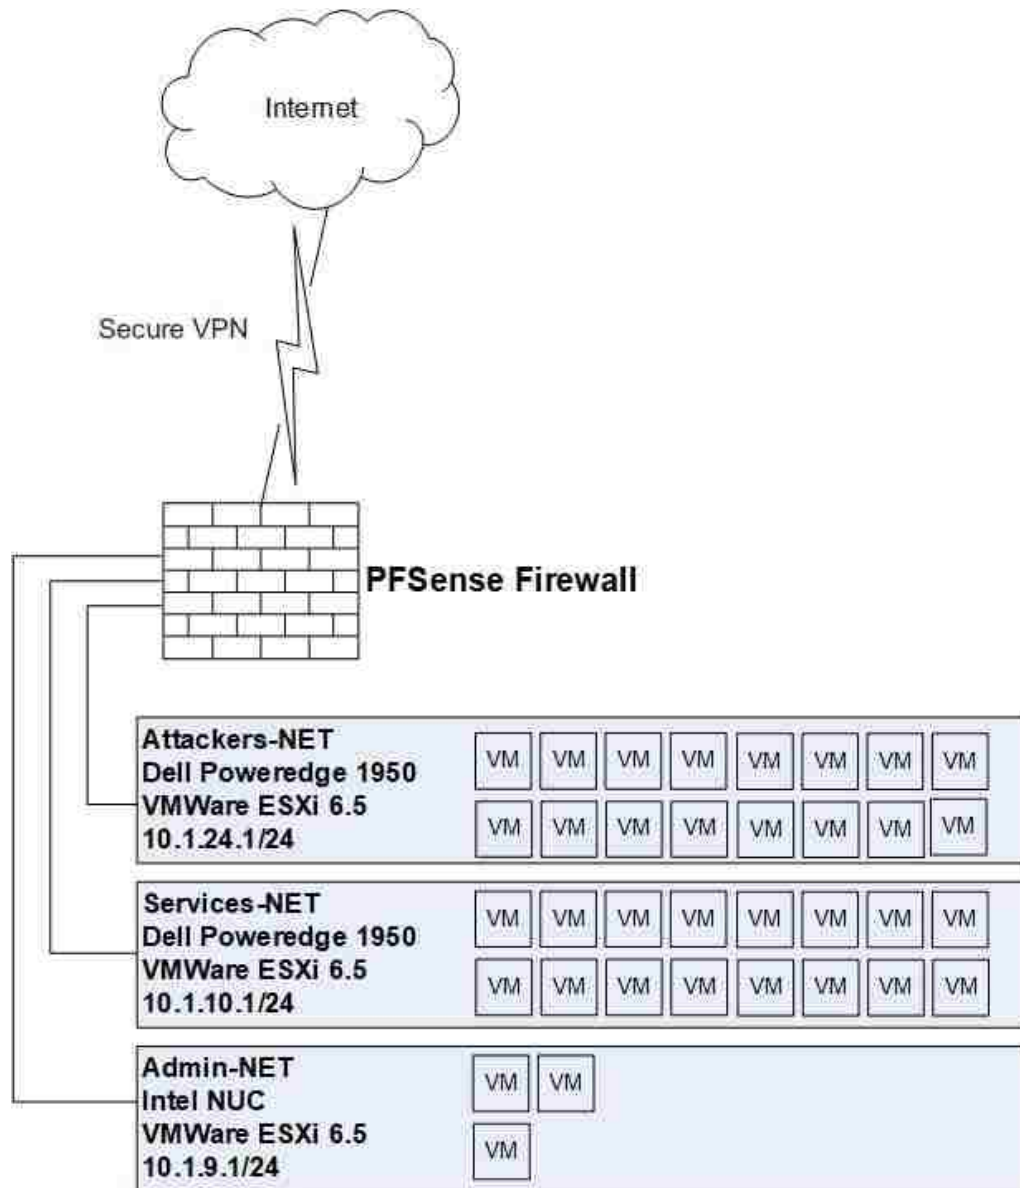 Internet
Secure VPN
PFSense Firewall
Attackers-NET
Dell Poweredge 1950
VMWare ESXi 6.5
10.1.24.1/24
VM VM VM VM VM VM VM VM
VM VM VM VM VM VM VM VM
Services-NET
Dell Poweredge 1950
VMWare ESXi 6.5
10.1.10.1/24
VM VM VM VM VM VM VM VM
VM VM VM VM VM VM VM VM
Admin-NET
Intel NUC
VMWare ESXi 6.5
10.1.9.1/24
VM VM
VM